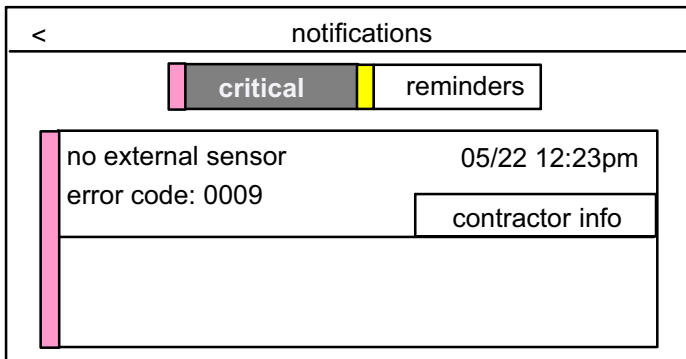 < notifications
critical reminders
no external sensor 05/22 12:23pm
error code: 0009
contractor info